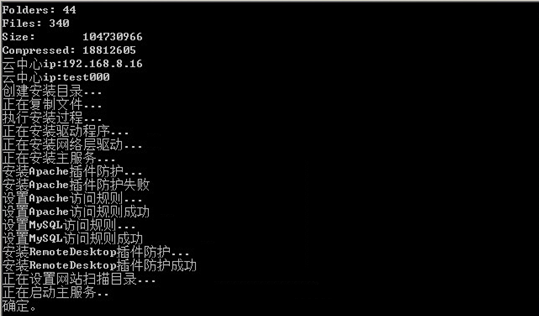 Folders: 44
Files: 340
Size:       104730966
Compressed: 18812605
云中心ip:192.168.8.16
云中心ip:test000
创建安装目录...
正在复制文件...
执行安装过程...
正在安装驱动程序...
正在安装网络层驱动...
正在安装主服务...
安装Apache插件防护...
安装Apache插件防护失败
设置Apache访问规则...
设置Apache访问规则成功
设置MySQL访问规则...
设置MySQL访问规则成功
安装RemoteDesktop插件防护...
安装RemoteDesktop插件防护成功
正在设置网站扫描目录...
正在启动主服务..
确定。